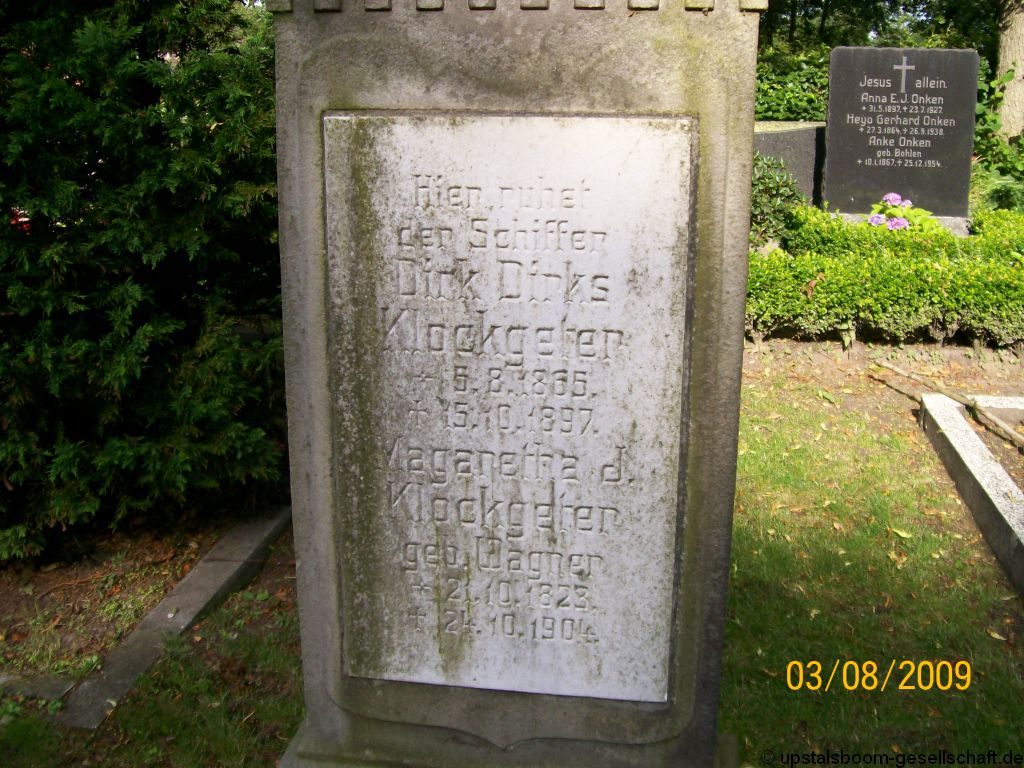 Hier ruhet
der Schiffer
Dirk Dirks
Klockgeter
+ 5.8.1865.
† 15.10.1897.
Margaretha J.
Klockgeter
geb. Wagner
+ 21.10.1823.
† 24.10.1904.
Jesus allein.
Anna E.J. Onken
+ 31.5.1897. + 23.7.1927.
Heyo Gerhard Onken
+ 27.3.1864. + 26.9.1938.
Anke Onken
geb. Bohlen
+ 10.1.1867. + 25.12.1954.
03/08/2009
© upstalsboom-gesellschaft.de